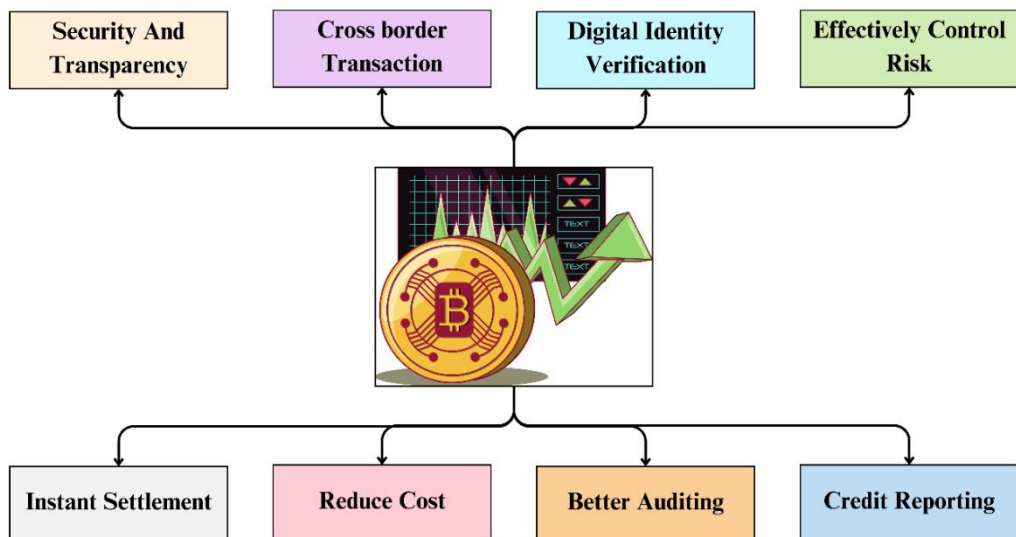 Security And
Transparency
Cross border
Transaction
Digital Identity
Verification
Effectively Control
Risk
TEXT
TEXT
TEXT
B
Instant Settlement
Reduce Cost
Better Auditing
Credit Reporting